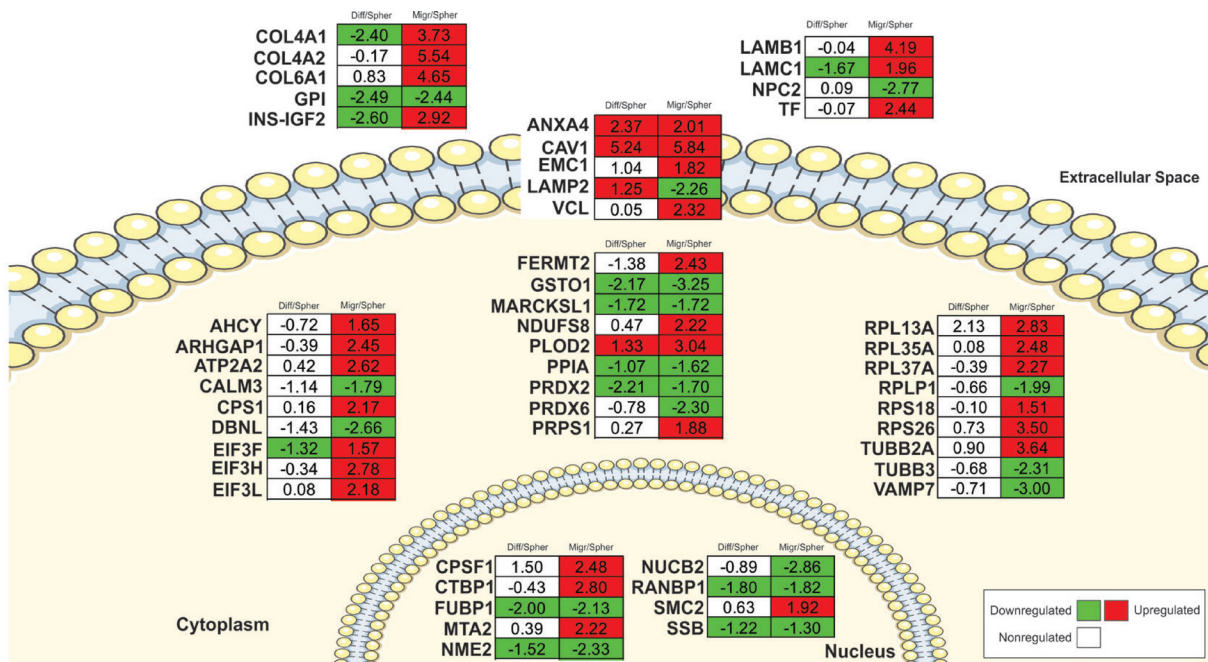 Diff/Spher Migr/Spher
COL4A1 -2.40 3.73
COL4A2 -0.17 5.54
COL6A1 0.83 4.65
GPI -2.49 -2.44
INS-IGF2 -2.60 2.92
Diff/Spher Migr/Spher
LAMB1 -0.04 4.19
LAMC1 -1.67 1.96
NPC2 0.09 -2.77
TF -0.07 2.44
ANXA4 2.37 2.01
CAV1 5.24 5.84
EMC1 1.04 1.82
LAMP2 1.25 -2.26
VCL 0.05 2.32
Extracellular Space
Diff/Spher Migr/Spher
FERMT2 -1.38 2.43
GSTO1 -2.17 -3.25
MARCKSL1 -1.72 -1.72
NDUFS8 0.47 2.22
PLOD2 1.33 3.04
PPIA -1.07 -1.62
PRDX2 -2.21 -1.70
PRDX6 -0.78 -2.30
PRPS1 0.27 1.88
Diff/Spher Migr/Spher
AHCY -0.72 1.65
ARHGAP1 -0.39 2.45
ATP2A2 0.42 2.62
CALM3 -1.14 -1.79
CPS1 0.16 2.17
DBNL -1.43 -2.66
EIF3F -1.32 1.57
EIF3H -0.34 2.78
EIF3L 0.08 2.18
Diff/Spher Migr/Spher
RPL13A 2.13 2.83
RPL35A 0.08 2.48
RPL37A -0.39 2.27
RPLP1 -0.66 -1.99
RPS18 -0.10 1.51
RPS26 0.73 3.50
TUBB2A 0.90 3.64
TUBB3 -0.68 -2.31
VAMP7 -0.71 -3.00
Diff/Spher Migr/Spher
CPSF1 1.50 2.48
CTBP1 -0.43 2.80
FUBP1 -2.00 -2.13
MTA2 0.39 2.22
NME2 -1.52 -2.33
Diff/Spher Migr/Spher
NUCB2 -0.89 -2.86
RANBP1 -1.80 -1.82
SMC2 0.63 1.92
SSB -1.22 -1.30
Cytoplasm
Nucleus
Downregulated Upregulated
Nonregulated